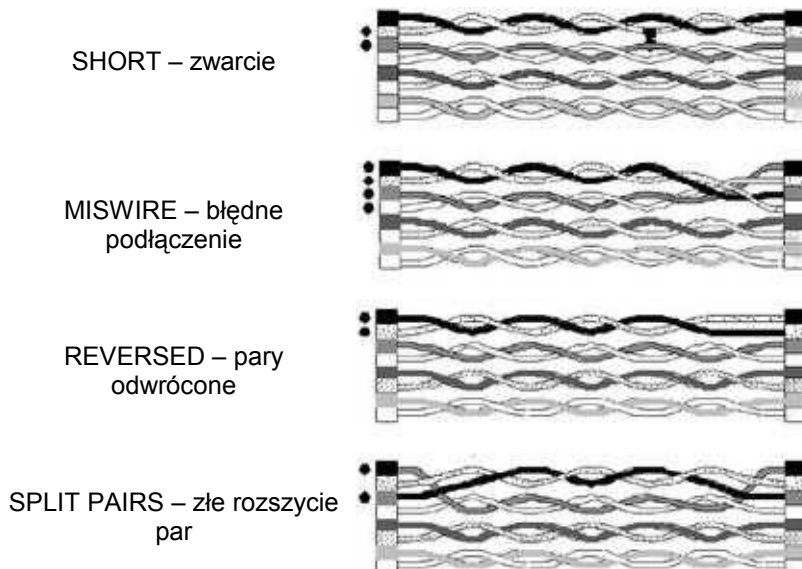 SHORT – zwarcie
MISWIRE – błędne
podłączenie
REVERSED – pary
odwrócone
SPLIT PAIRS – złe rozszycie
par